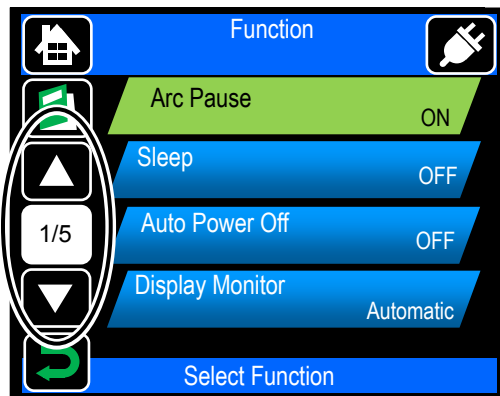 Function
Arc Pause
ON
Sleep
OFF
1/5
Auto Power Off
OFF
Display Monitor
Automatic
Select Function